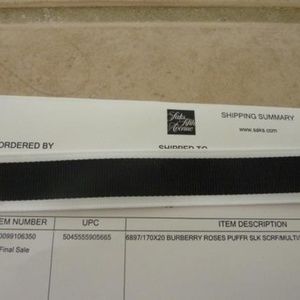 Saks
Fifth
Avenue
SHIPPING SUMMARY
www.saks.com
ORDERED BY
SHIPPED TO
EM NUMBER
UPC
ITEM DESCRIPTION
0099106350
5045555905665
6897/170X20 BURBERRY ROSES PUFFR SLK SCRF/MULTI/
Final Sale